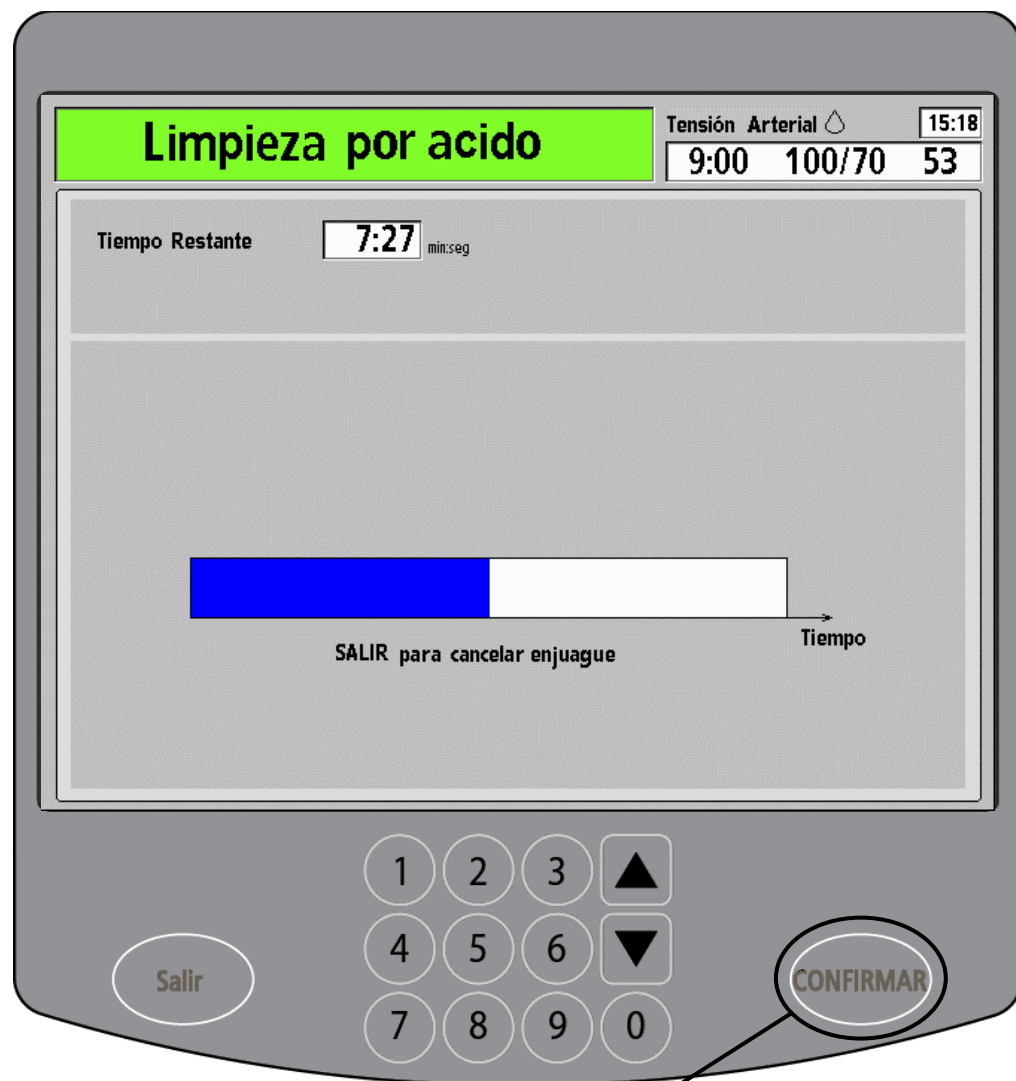 Limpieza por acido
Tensión Arterial 15:18
9:00 100/70 53
Tiempo Restante 7:27 min:seg
Tiempo
SALIR para cancelar enjuague
1 2 3
4 5 6
Salir CONFIRMAR
7 8 9 0